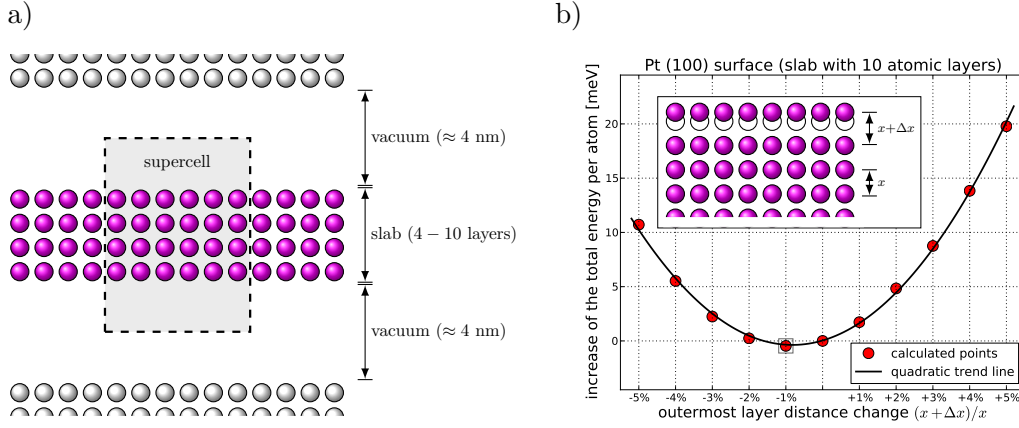 a)
vacuum (≈ 4 nm)
supercell
slab (4 − 10 layers)
vacuum (≈ 4 nm)
b)
Pt (100) surface (slab with 10 atomic layers)
increase of the total energy per atom [meV]
20
15
10
5
0
x+Δx
x
calculated points
quadratic trend line
-5% -4% -3% -2% -1% +1% +2% +3% +4% +5%
outermost layer distance change (x+Δx)/x